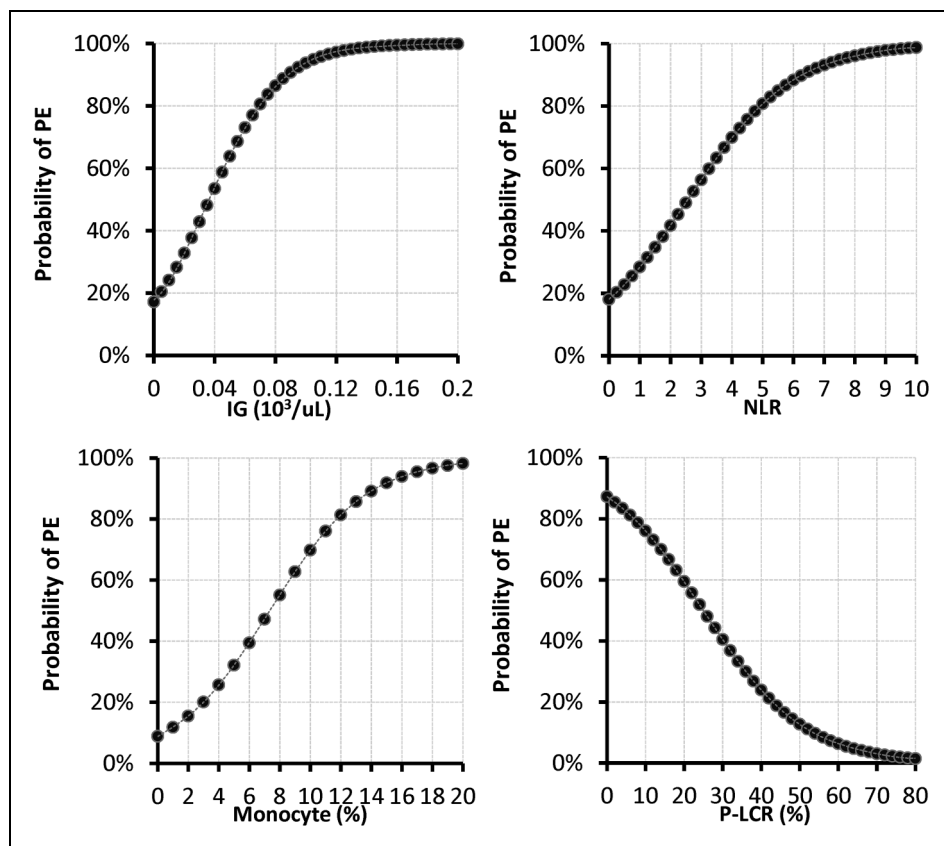 Probability of PE
100%
80%
60%
40%
20%
0%
0 0.04 0.08 0.12 0.16 0.2
IG (10³/uL)
Probability of PE
100%
80%
60%
40%
20%
0%
0 1 2 3 4 5 6 7 8 9 10
NLR
Probability of PE
100%
80%
60%
40%
20%
0%
0 2 4 6 8 10 12 14 16 18 20
Monocyte (%)
Probability of PE
100%
80%
60%
40%
20%
0%
0 10 20 30 40 50 60 70 80
P-LCR (%)